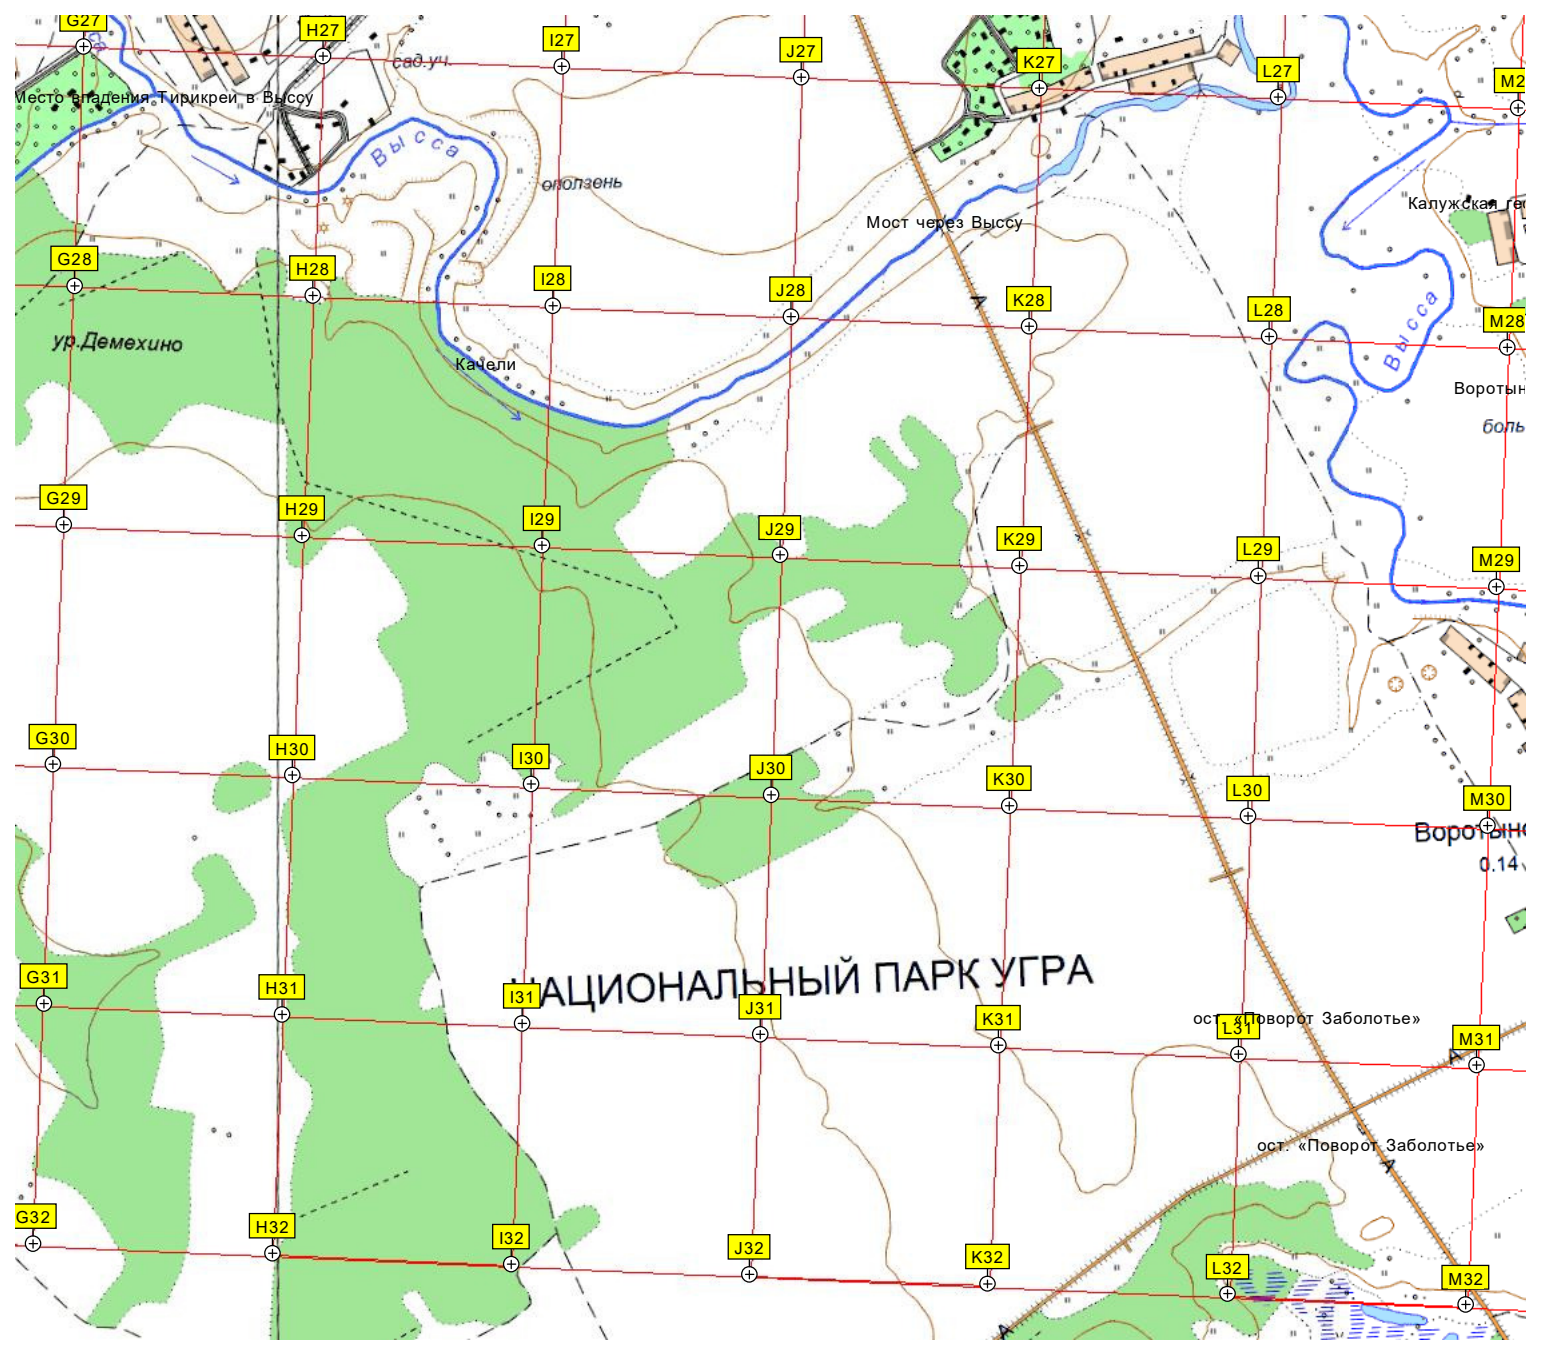 G27
H27
I27
J27
K27
L27
сад.уч.
Место впадения Тирикреи в Выссу
Высса
оползень
Мост через Выссу
G28
H28
I28
J28
K28
L28
M28
А
ур.Демехино
Качели
Высса
G29
H29
I29
J29
K29
L29
M29
G30
H30
I30
J30
K30
L30
M30
0.14
НАЦИОНАЛЬНЫЙ ПАРК УГРА
G31
H31
I31
J31
K31
L31
M31
ост. «Поворот Заболотье»
А
ост. «Поворот Заболотье»
А
G32
H32
I32
J32
K32
L32
M32
А